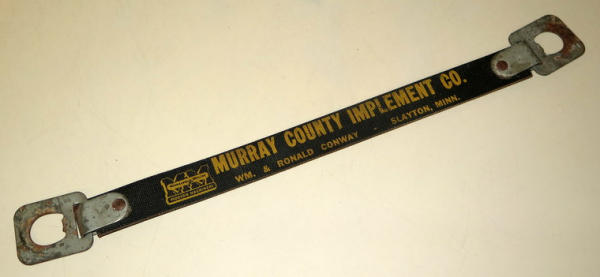 MURRAY COUNTY IMPLEMENT CO.
WM. & RONALD CONWAY SLAYTON, MINN.